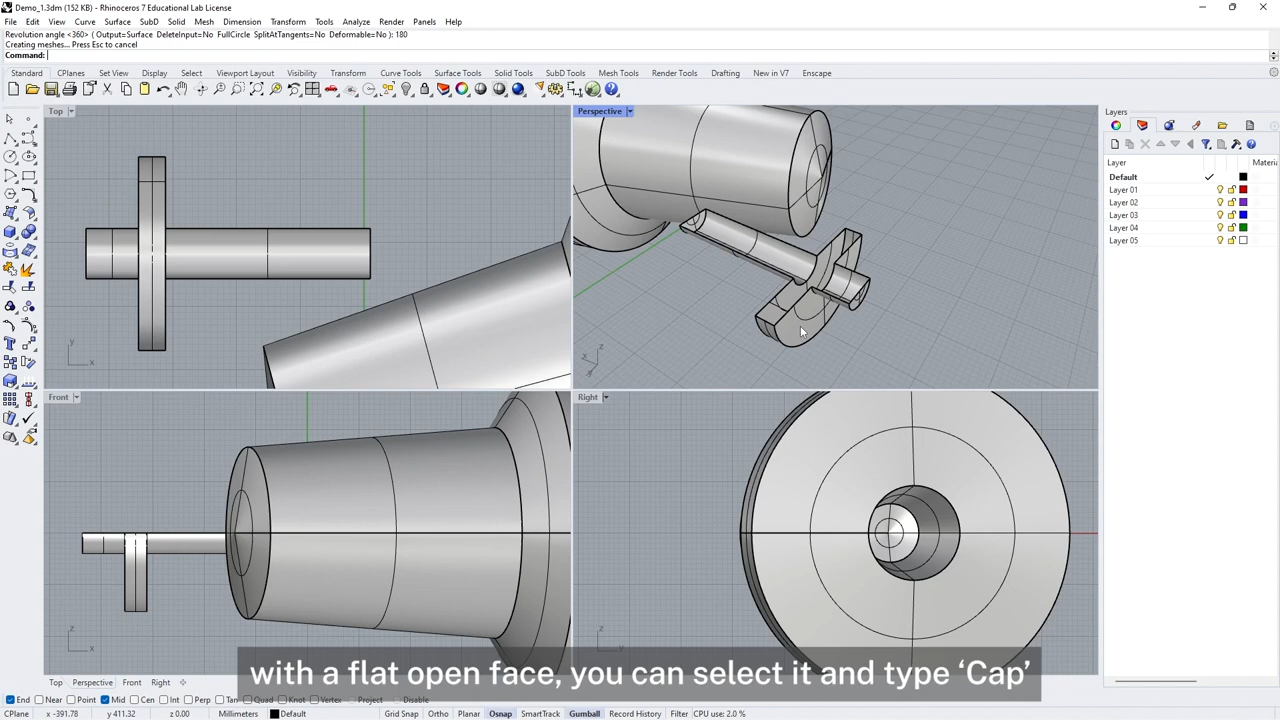 Demo_1.3dm (152 MB) - Rhinoceros 7 Educational Lab License
File Edit View Curve Surface SubD Solid Mesh Dimension Transform Tools Analyze Render Panels Help
Revolution angle <360> ( Output=Surface DeleteInput=No FullCircle SplitAtTangents=No Deformable=No ): 180
Creating meshes... Press Esc to cancel
Command:
Standard CPlanes Set View Display Select Viewport Layout Visibility Transform Curve Tools Surface Tools Solid Tools SubD Tools Mesh Tools Render Tools Drafting New in V7 Enscape
Top
Perspective
Layers
Layer Materi
Default
Layer 01
Layer 02
Layer 03
Layer 04
Layer 05
y
x
z
x
y
Front
Right
z
x
z
y
with a flat open face, you can select it and type ‘Cap’
Top Perspective Front Right
End Near Point Mid Cen Int Perp Tan Quad Knot Vertex Project Disable
CPlane x -391.78 y 411.32 z 0.00 Millimeters Default Grid Snap Ortho Planar Osnap SmartTrack Gumball Record History Filter CPU use: 2.0 %